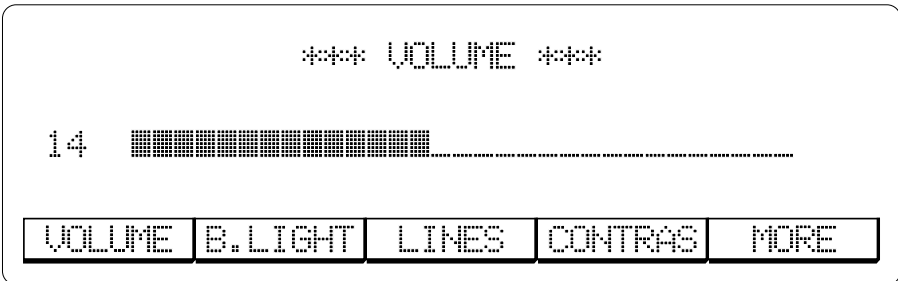 *** VOLUME ***
14
VOLUME B.LIGHT LINES CONTRAS MORE